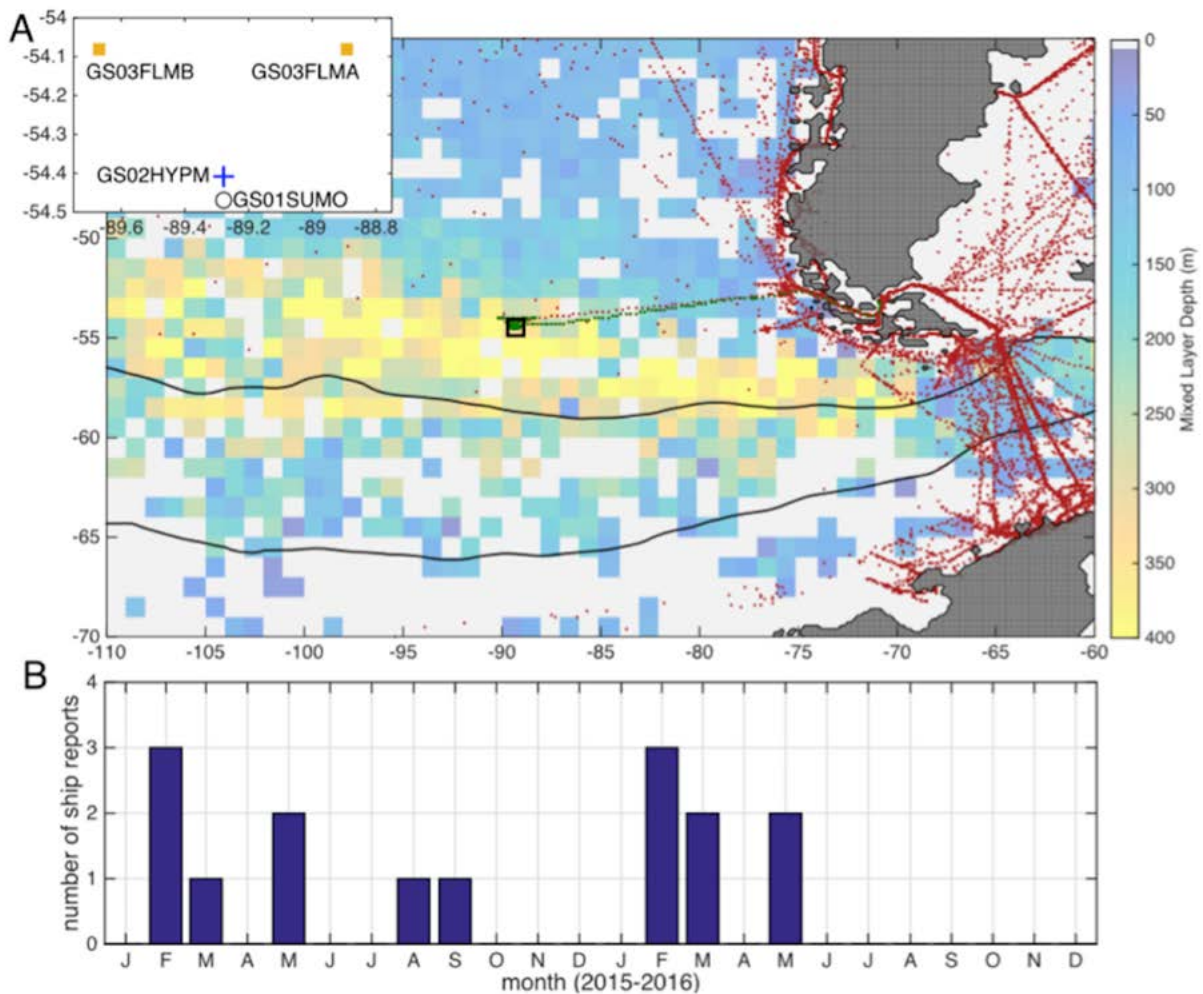 A
-54
-54.1
-54.2
-54.3
-54.4
-54.5
GS03FLMB
GS03FLMA
GS02HYPM
GS01SUMO
-89.6 -89.4 -89.2 -89 -88.8
-50
-55
-60
-65
-70
-110 -105 -100 -95 -90 -85 -80 -75 -70 -65 -60
0
50
100
150
200
250
300
350
400
Mixed Layer Depth (m)
B
4
3
2
1
0
number of ship reports
J F M A M J J A S O N D J F M A M J J A S O N D
month (2015-2016)